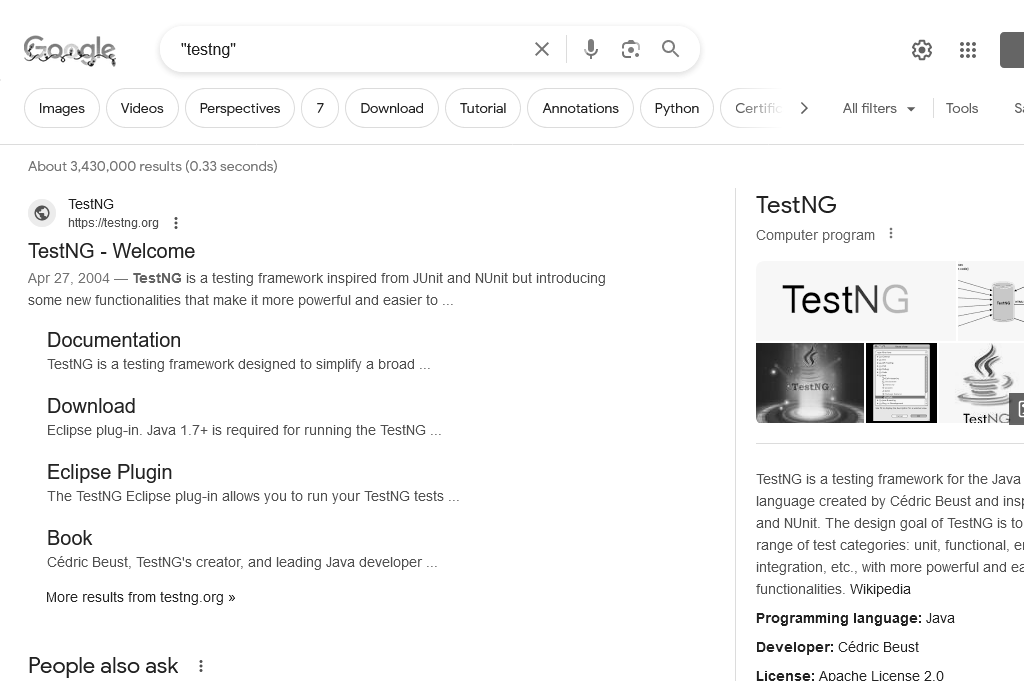 Google
"testng"
Images
Videos
Perspectives
7
Download
Tutorial
Annotations
Python
All filters
Tools
About 3,430,000 results (0.33 seconds)
TestNG
https://testng.org
TestNG - Welcome
Apr 27, 2004 — TestNG is a testing framework inspired from JUnit and NUnit but introducing
some new functionalities that make it more powerful and easier to ...
Documentation
TestNG is a testing framework designed to simplify a broad ...
Download
Eclipse plug-in. Java 1.7+ is required for running the TestNG ...
Eclipse Plugin
The TestNG Eclipse plug-in allows you to run your TestNG tests ...
Book
Cédric Beust, TestNG's creator, and leading Java developer ...
More results from testng.org »
People also ask
TestNG
Computer program
TestNG
TestNG
TestNG
TestNG
TestNG is a testing framework for the Java
language created by Cédric Beust and insp
and NUnit. The design goal of TestNG is to
range of test categories: unit, functional, en
integration, etc., with more powerful and ea
functionalities. Wikipedia
Programming language: Java
Developer: Cédric Beust
License: Apache License 2.0